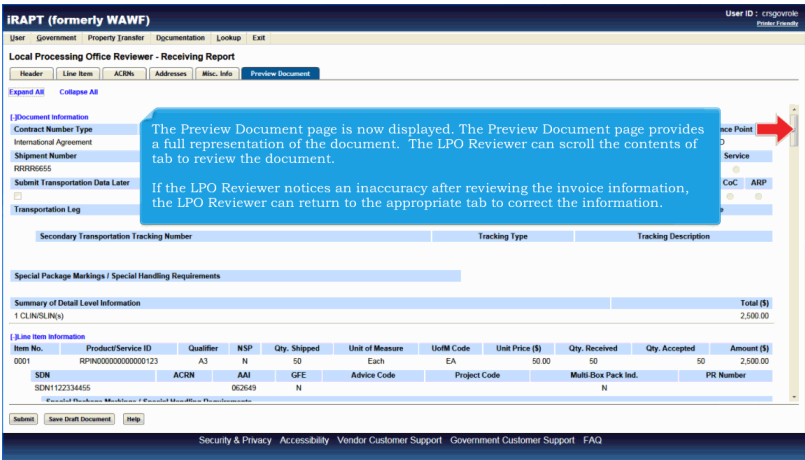 iRAPT (formerly WAWF)
User ID : crsgovrole
Printer Friendly
User Government Property Transfer Documentation Lookup Exit
Local Processing Office Reviewer - Receiving Report
Header Line Item ACRNs Addresses Misc. Info Preview Document
Expand All Collapse All
[-]Document Information
Contract Number Type
nce Point
International Agreement
Shipment Number
Service
RRRR6655
Submit Transportation Data Later
CoC ARP
Transportation Leg
The Preview Document page is now displayed. The Preview Document page provides
a full representation of the document. The LPO Reviewer can scroll the contents of
tab to review the document.
If the LPO Reviewer notices an inaccuracy after reviewing the invoice information,
the LPO Reviewer can return to the appropriate tab to correct the information.
Secondary Transportation Tracking Number Tracking Type Tracking Description
Special Package Markings / Special Handling Requirements
Summary of Detail Level Information Total ($)
1 CLIN/SLIN(s) 2,500.00
[-]Line Item Information
Item No. Product/Service ID Qualifier NSP Qty. Shipped Unit of Measure UofM Code Unit Price ($) Qty. Received Qty. Accepted Amount ($)
0001 RPIN000000000000123 A3 N 50 Each EA 50.00 50 50 2,500.00
SDN ACRN AAI GFE Advice Code Project Code Multi-Box Pack Ind. PR Number
SDN1122334455 062649 N N
Special Package Markings / Special Handling Requirements
Submit Save Draft Document Help
Security & Privacy Accessibility Vendor Customer Support Government Customer Support FAQ